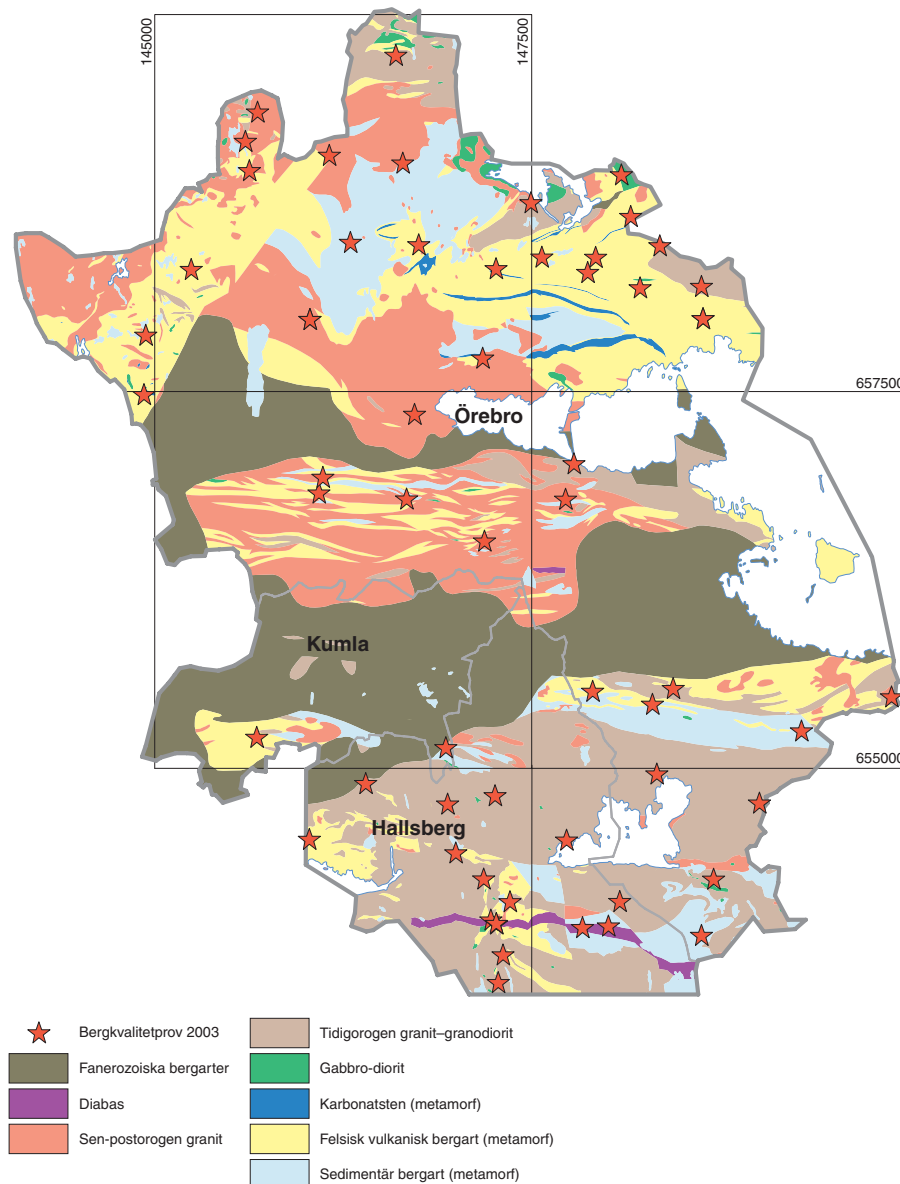 145000
147500
657500
Örebro
Kumla
655000
Hallsberg
Bergkvalitetprov 2003
Fanerozoiska bergarter
Diabas
Sen-postorogen granit
Tidigorogen granit–granodiorit
Gabbro-diorit
Karbonatsten (metamorf)
Felsisk vulkanisk bergart (metamorf)
Sedimentär bergart (metamorf)